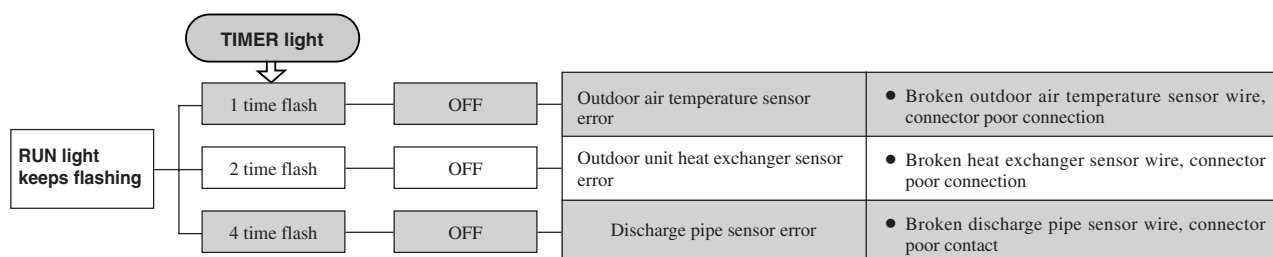 TIMER light
RUN light
keeps flashing
1 time flash
OFF
Outdoor air temperature sensor
error
● Broken outdoor air temperature sensor wire,
connector poor connection
2 time flash
OFF
Outdoor unit heat exchanger sensor
error
● Broken heat exchanger sensor wire, connector
poor connection
4 time flash
OFF
Discharge pipe sensor error
● Broken discharge pipe sensor wire, connector
poor contact